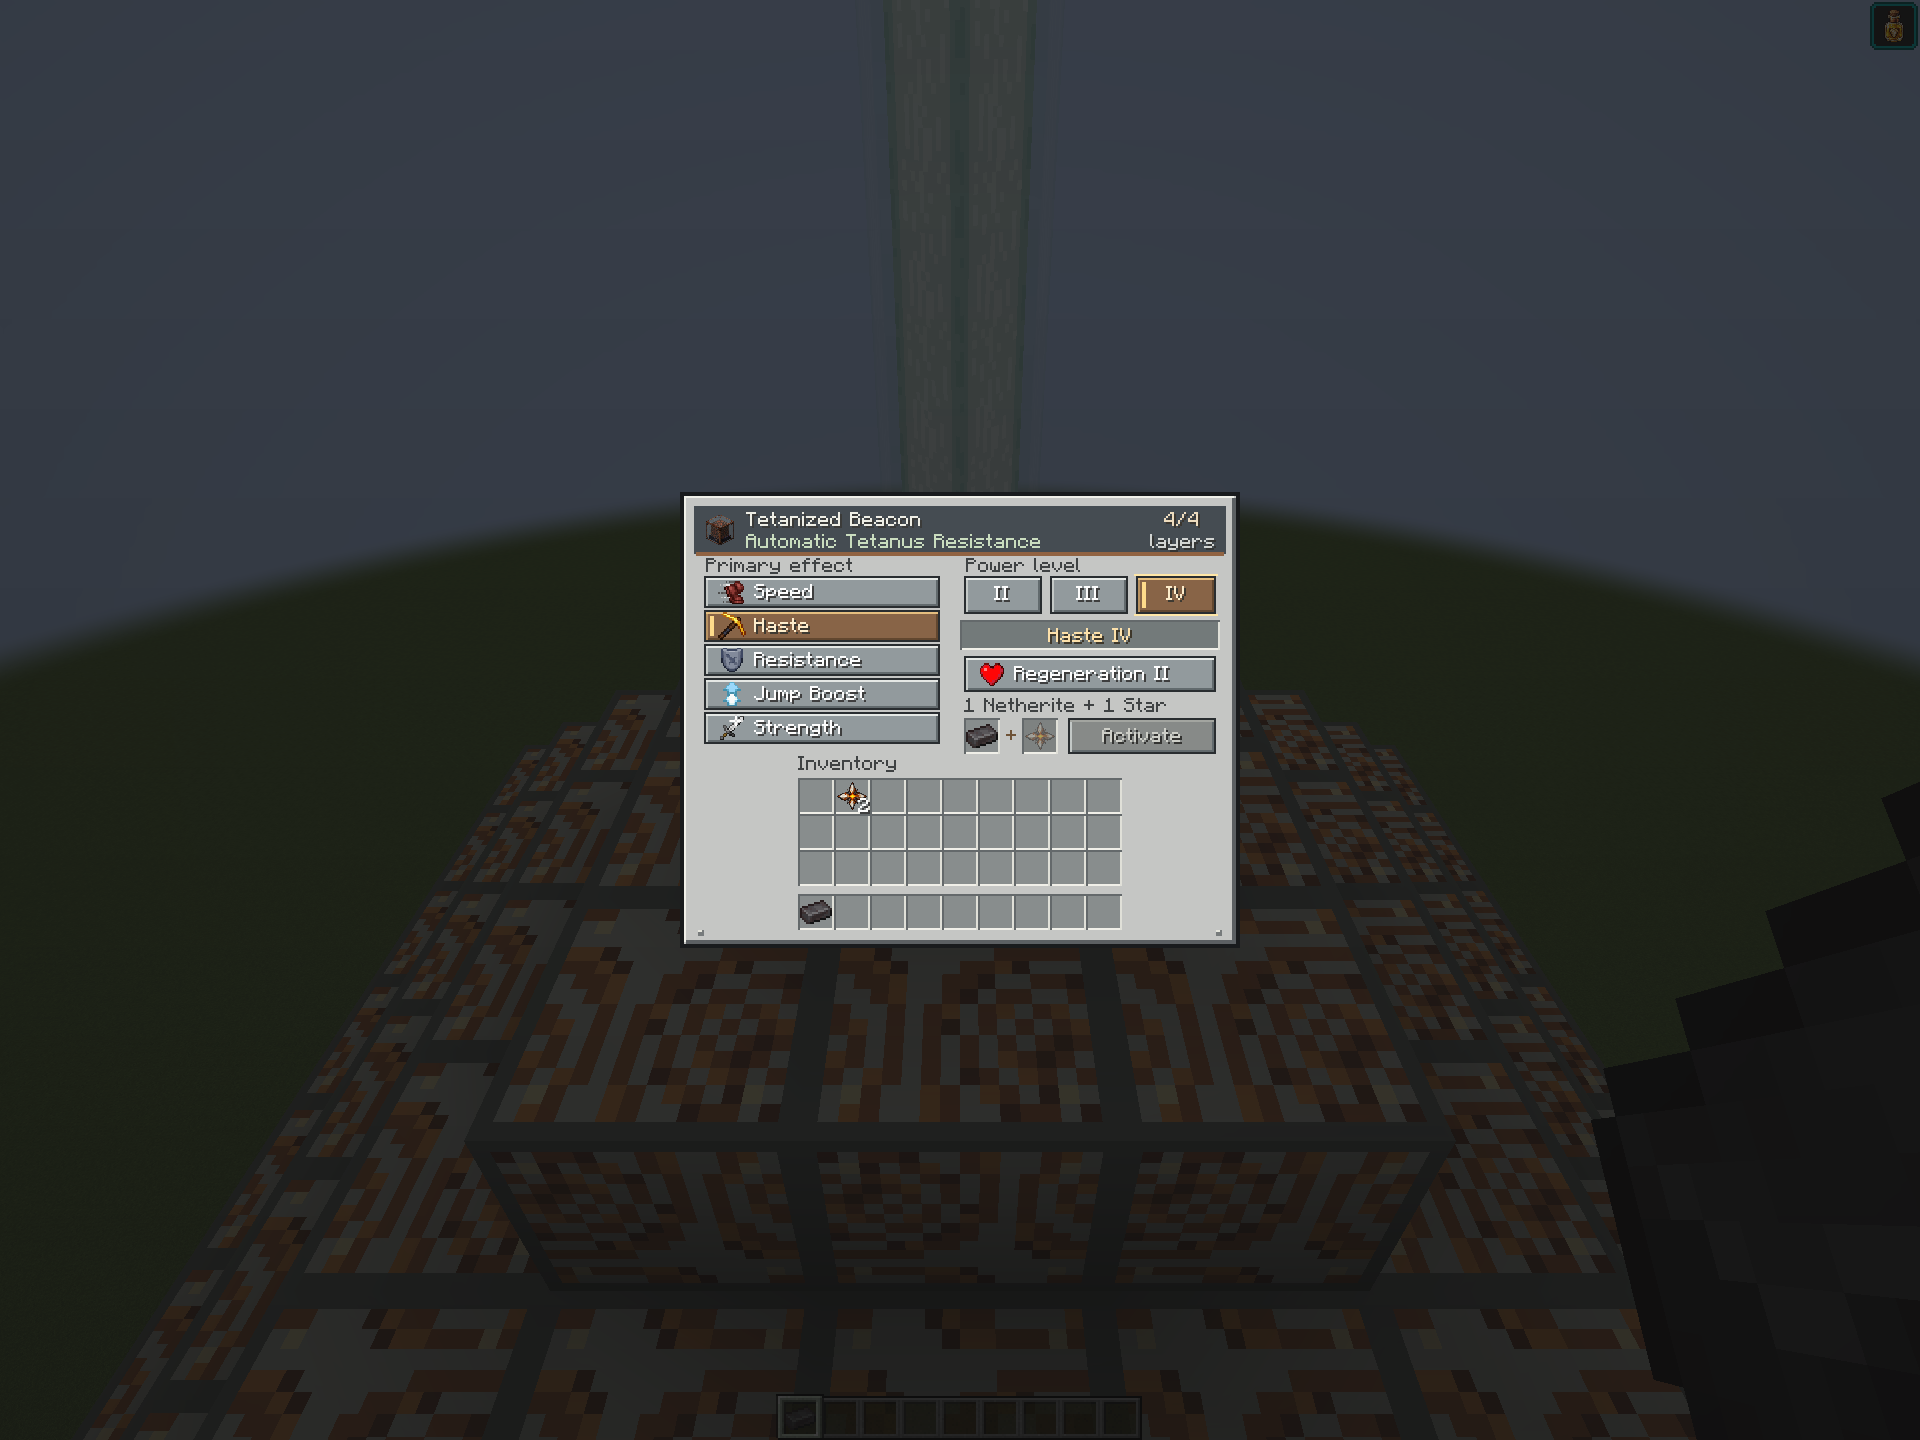 Tetanized Beacon
4/4
Automatic Tetanus Resistance
layers
Primary effect
Power level
Speed
II
III
IV
Haste
Haste IV
Resistance
Regeneration II
Jump Boost
1 Netherite + 1 Star
Strength
+
Activate
Inventory
2